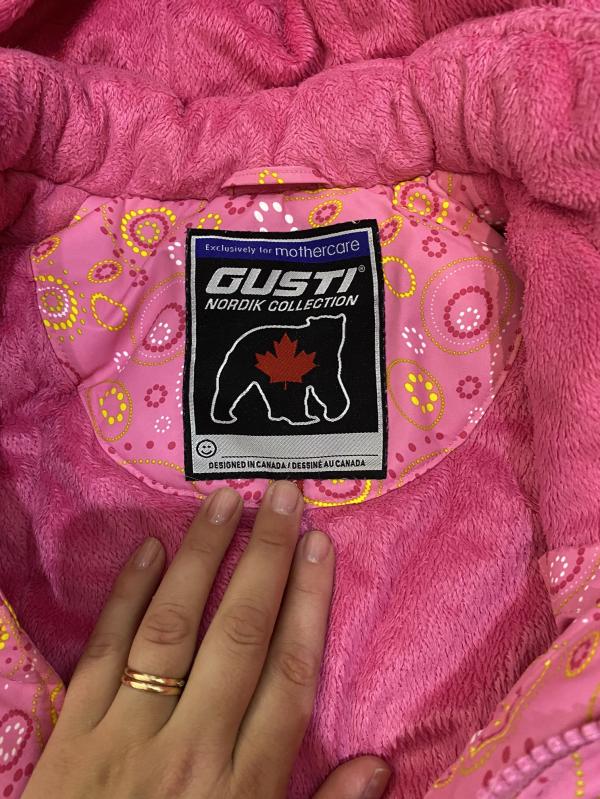 Exclusively for mothercare
GUSTI®
NORDIK COLLECTION
DESIGNED IN CANADA / DESSINÉ AU CANADA